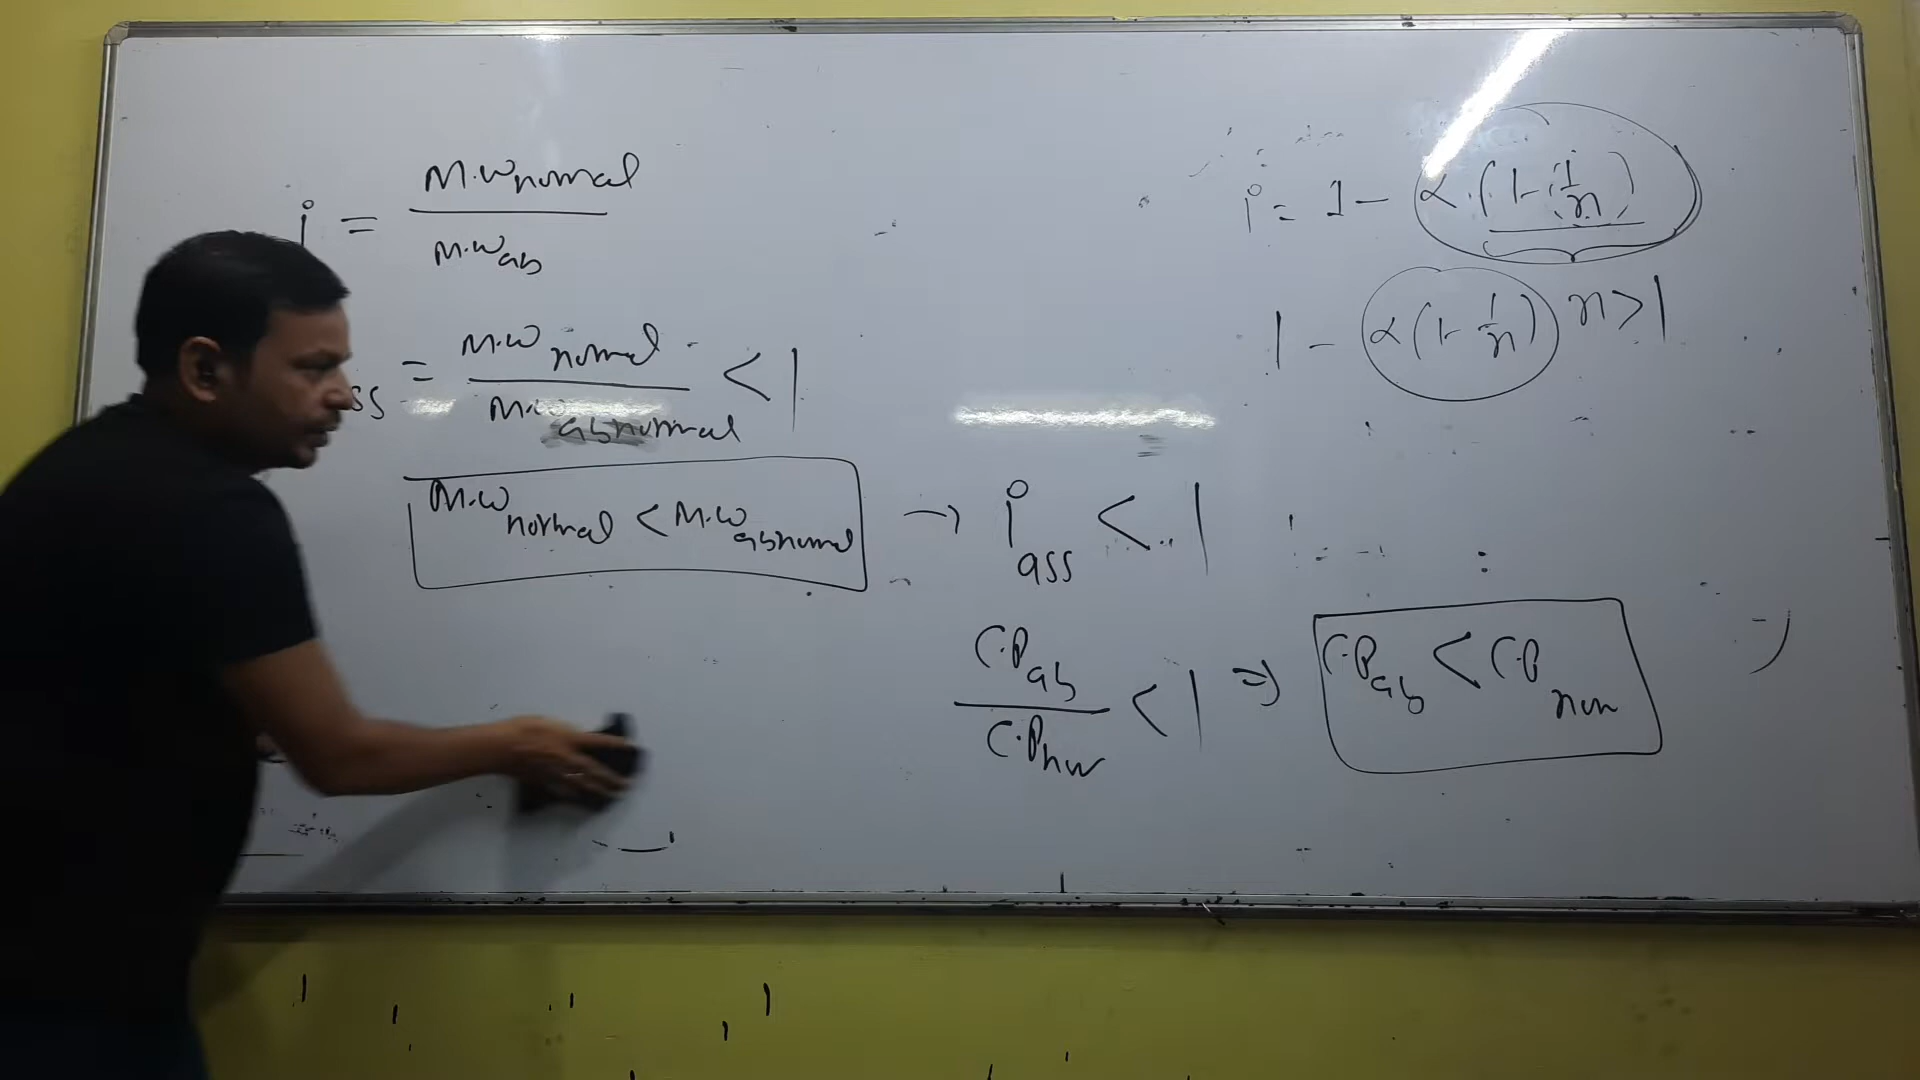 i = M.W normal / M.W ab
ss = M.W normal / M.W abnormal < 1
M.W normal < M.W abnormal → i ass < 1
C.P ab / C.P nor < 1 ⇒ C.P ab < C.P nor
i = 1 - α (1 - 1/n)
1 - α (1 - 1/n) n > 1